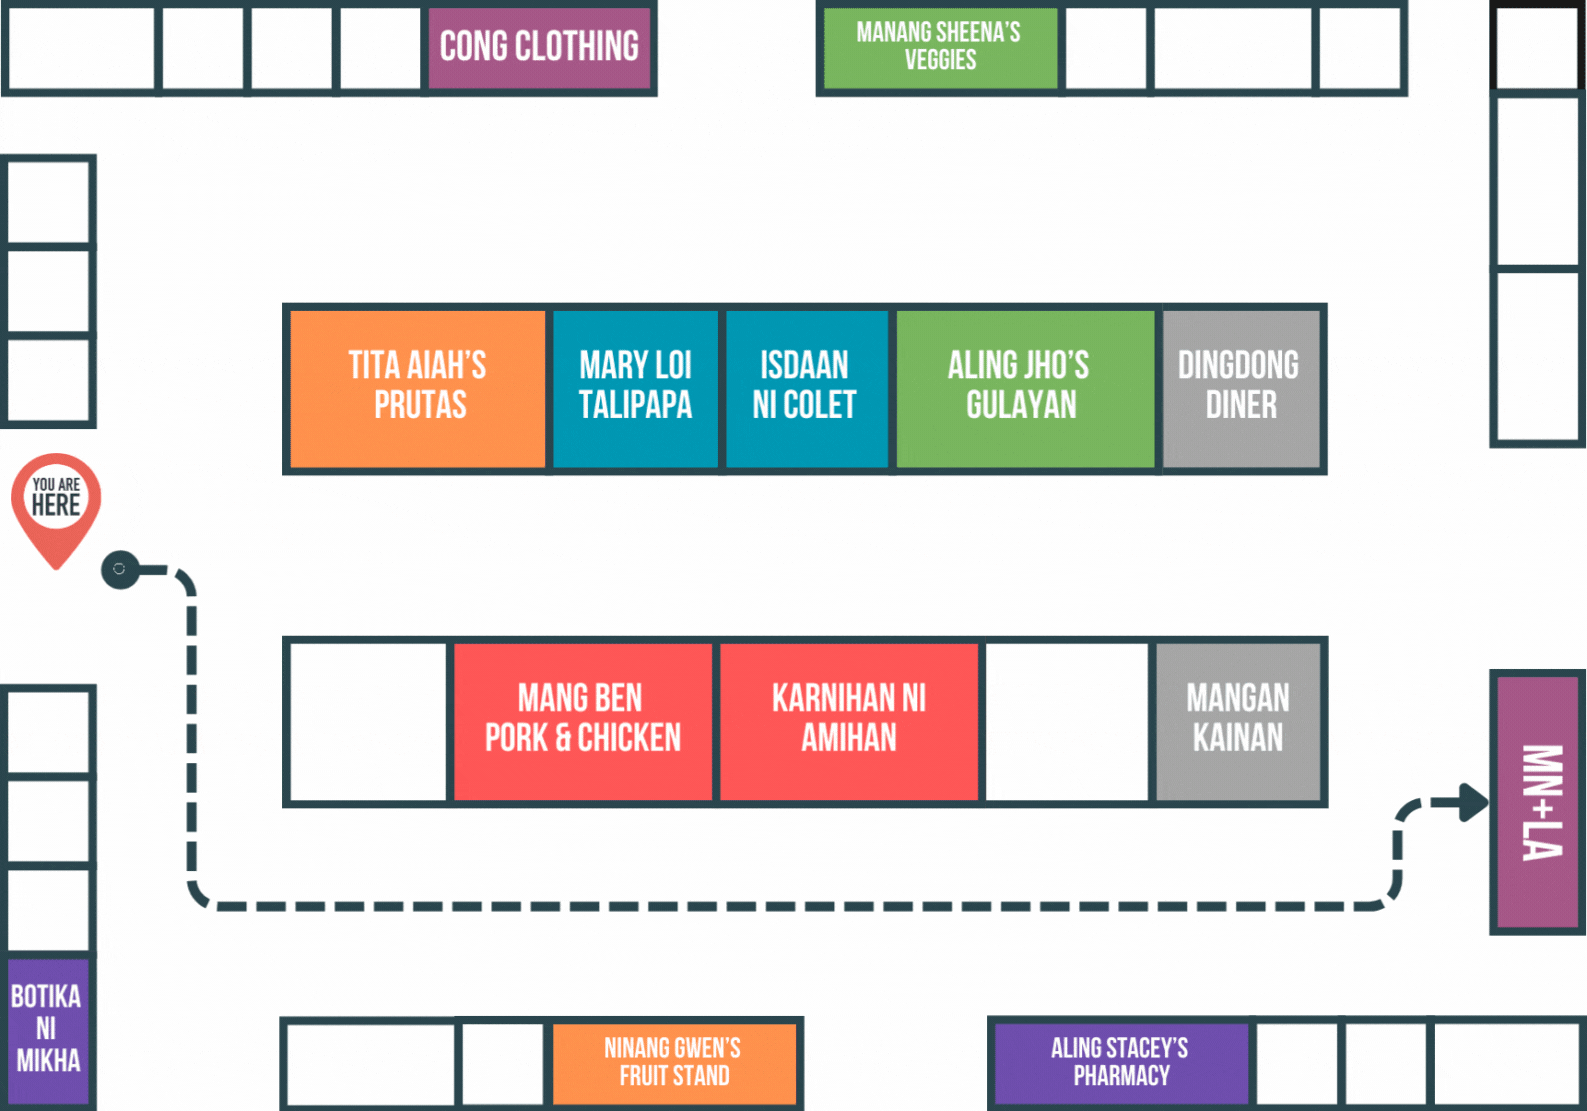 CONG CLOTHING
MANANG SHEENA'S
VEGGIES
TITA AIAH'S
PRUTAS
MARY LOI
TALIPAPA
ISDAAN
NI COLET
ALING JHO'S
GULAYAN
DINGDONG
DINER
YOU ARE
HERE
MANG BEN
PORK & CHICKEN
KARNIHAN NI
AMIHAN
MANGAN
KAINAN
MN+LA
BOTIKA
NI
MIKHA
NINANG GWEN'S
FRUIT STAND
ALING STACEY'S
PHARMACY